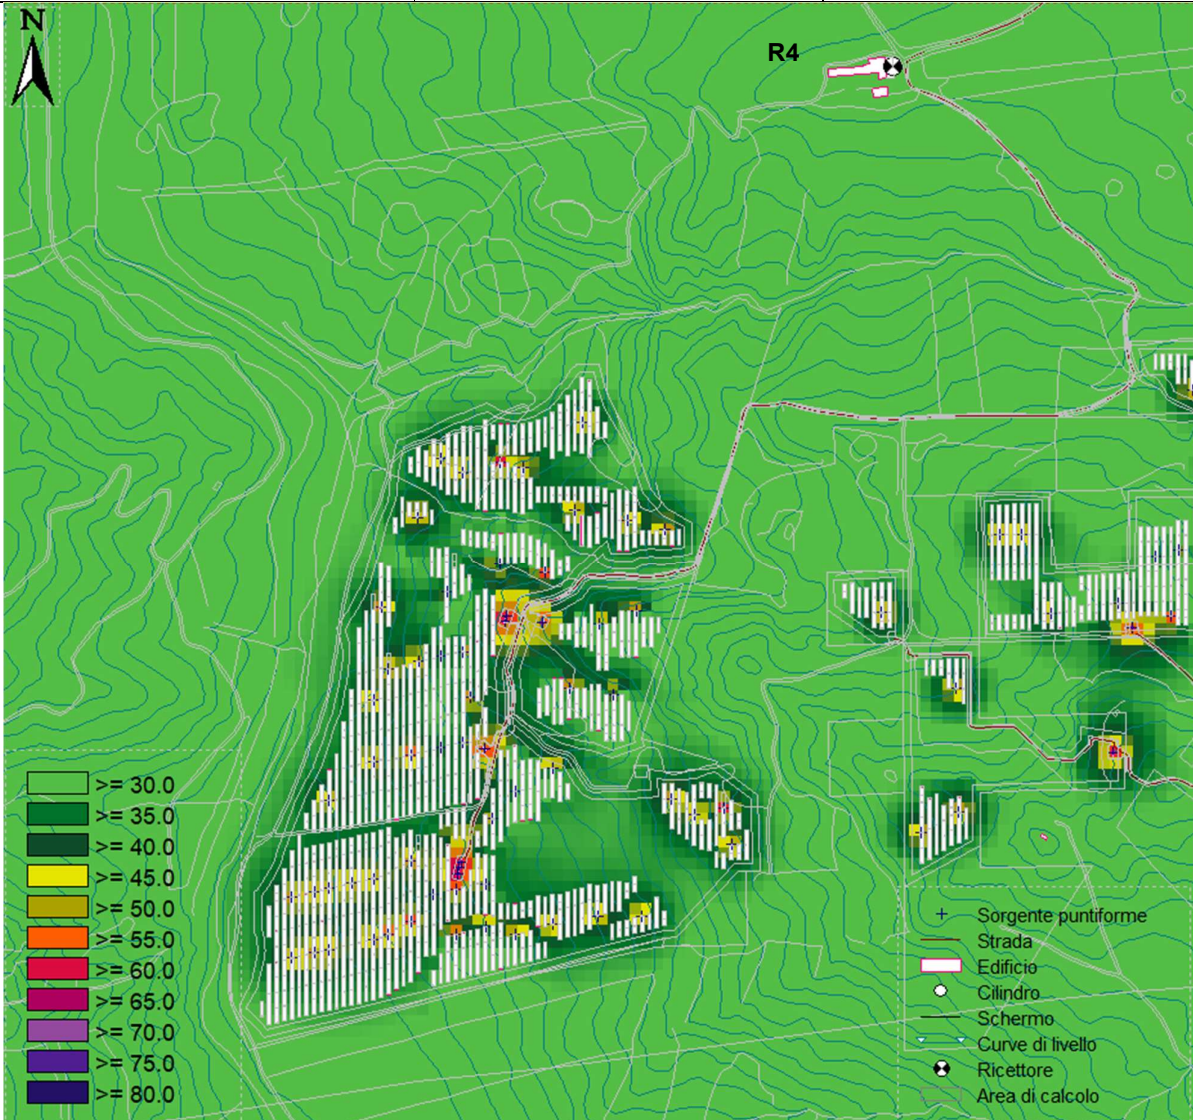 N
R4
>= 30.0
>= 35.0
>= 40.0
>= 45.0
>= 50.0
>= 55.0
>= 60.0
>= 65.0
>= 70.0
>= 75.0
>= 80.0
Sorgente puntiforme
Strada
Edificio
Cilindro
Schermo
Curve di livello
Ricettore
Area di calcolo